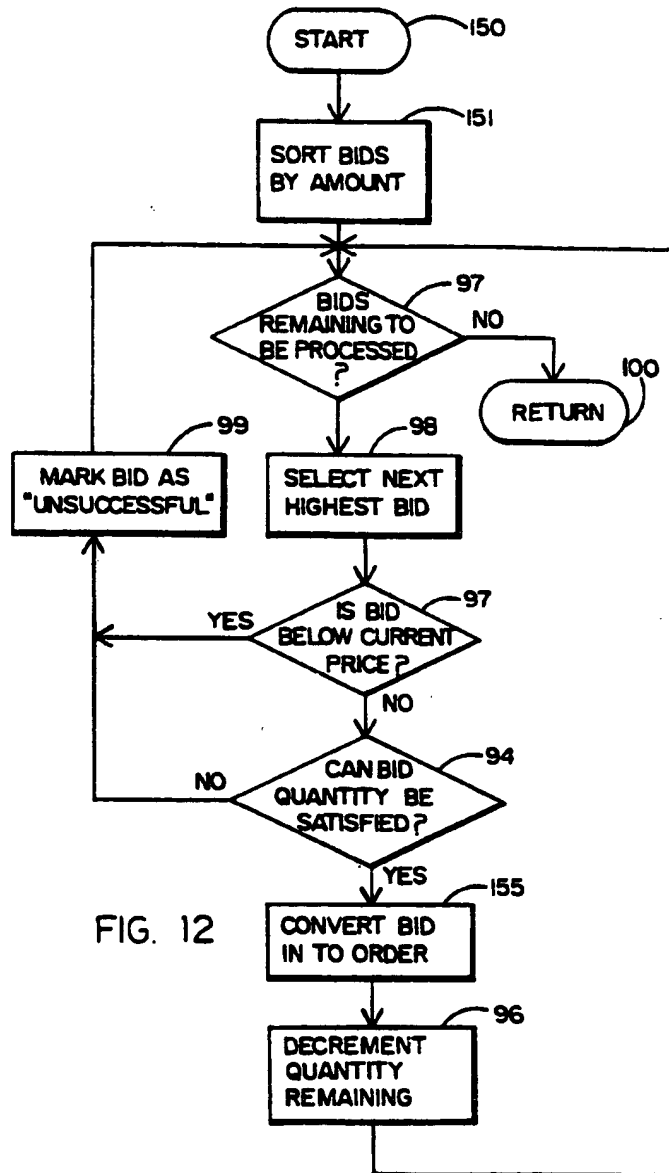 START
150
151
SORT BIDS
BY AMOUNT
97
BIDS
REMAINING TO
BE PROCESSED
?
NO
100
RETURN
99
MARK BID AS
"UNSUCCESSFUL"
98
SELECT NEXT
HIGHEST BID
97
YES
IS BID
BELOW CURRENT
PRICE?
NO
94
NO
CAN BID
QUANTITY BE
SATISFIED?
YES
155
FIG. 12
CONVERT BID
IN TO ORDER
96
DECREMENT
QUANTITY
REMAINING